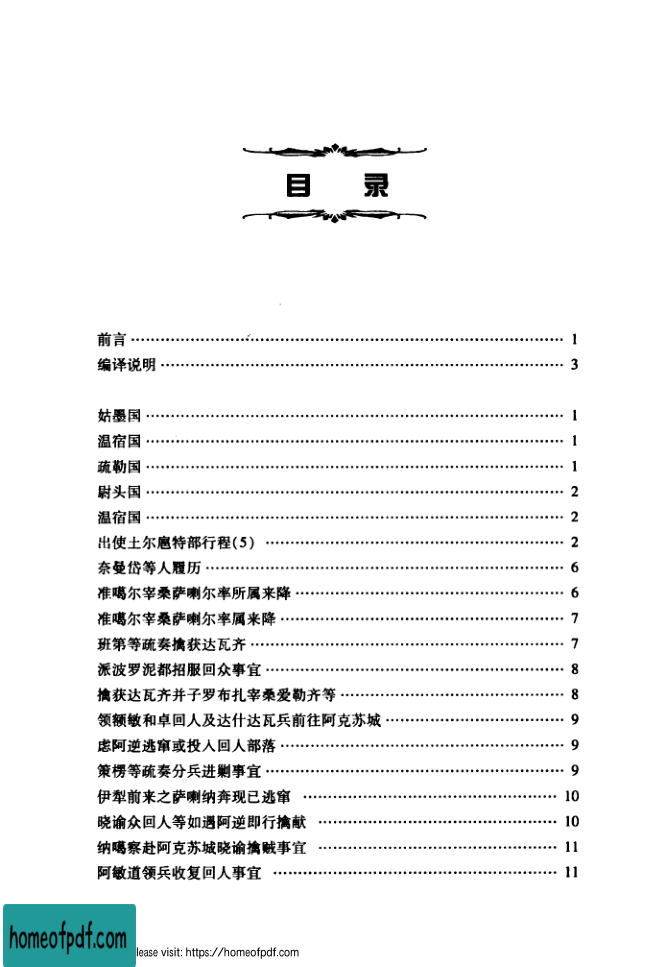 目 录
前言 …… 1
编译说明 …… 3
姑墨国 …… 1
温宿国 …… 1
疏勒国 …… 1
尉头国 …… 2
温宿国 …… 2
出使土尔扈特部行程(5) …… 2
奈曼岱等人履历 …… 6
准噶尔宰桑萨喇尔率所属来降 …… 6
准噶尔宰桑萨喇尔率属来降 …… 7
班第等疏奏擒获达瓦齐 …… 7
派波罗泥都招服回众事宜 …… 8
擒获达瓦齐并子罗布扎宰桑爱勒齐等 …… 8
领额敏和卓回人及达什达瓦兵前往阿克苏城 …… 9
虑阿逆逃窜或投入回人部落 …… 9
策楞等疏奏分兵进剿事宜 …… 9
伊犁前来之萨喇纳奔现已逃窜 …… 10
晓谕众回人等如遇阿逆即行擒献 …… 10
纳噶察赴阿克苏城晓谕擒贼事宜 …… 11
阿敏道领兵收复回人事宜 …… 11
homeofpdf.com
lease visit: https://homeofpdf.com